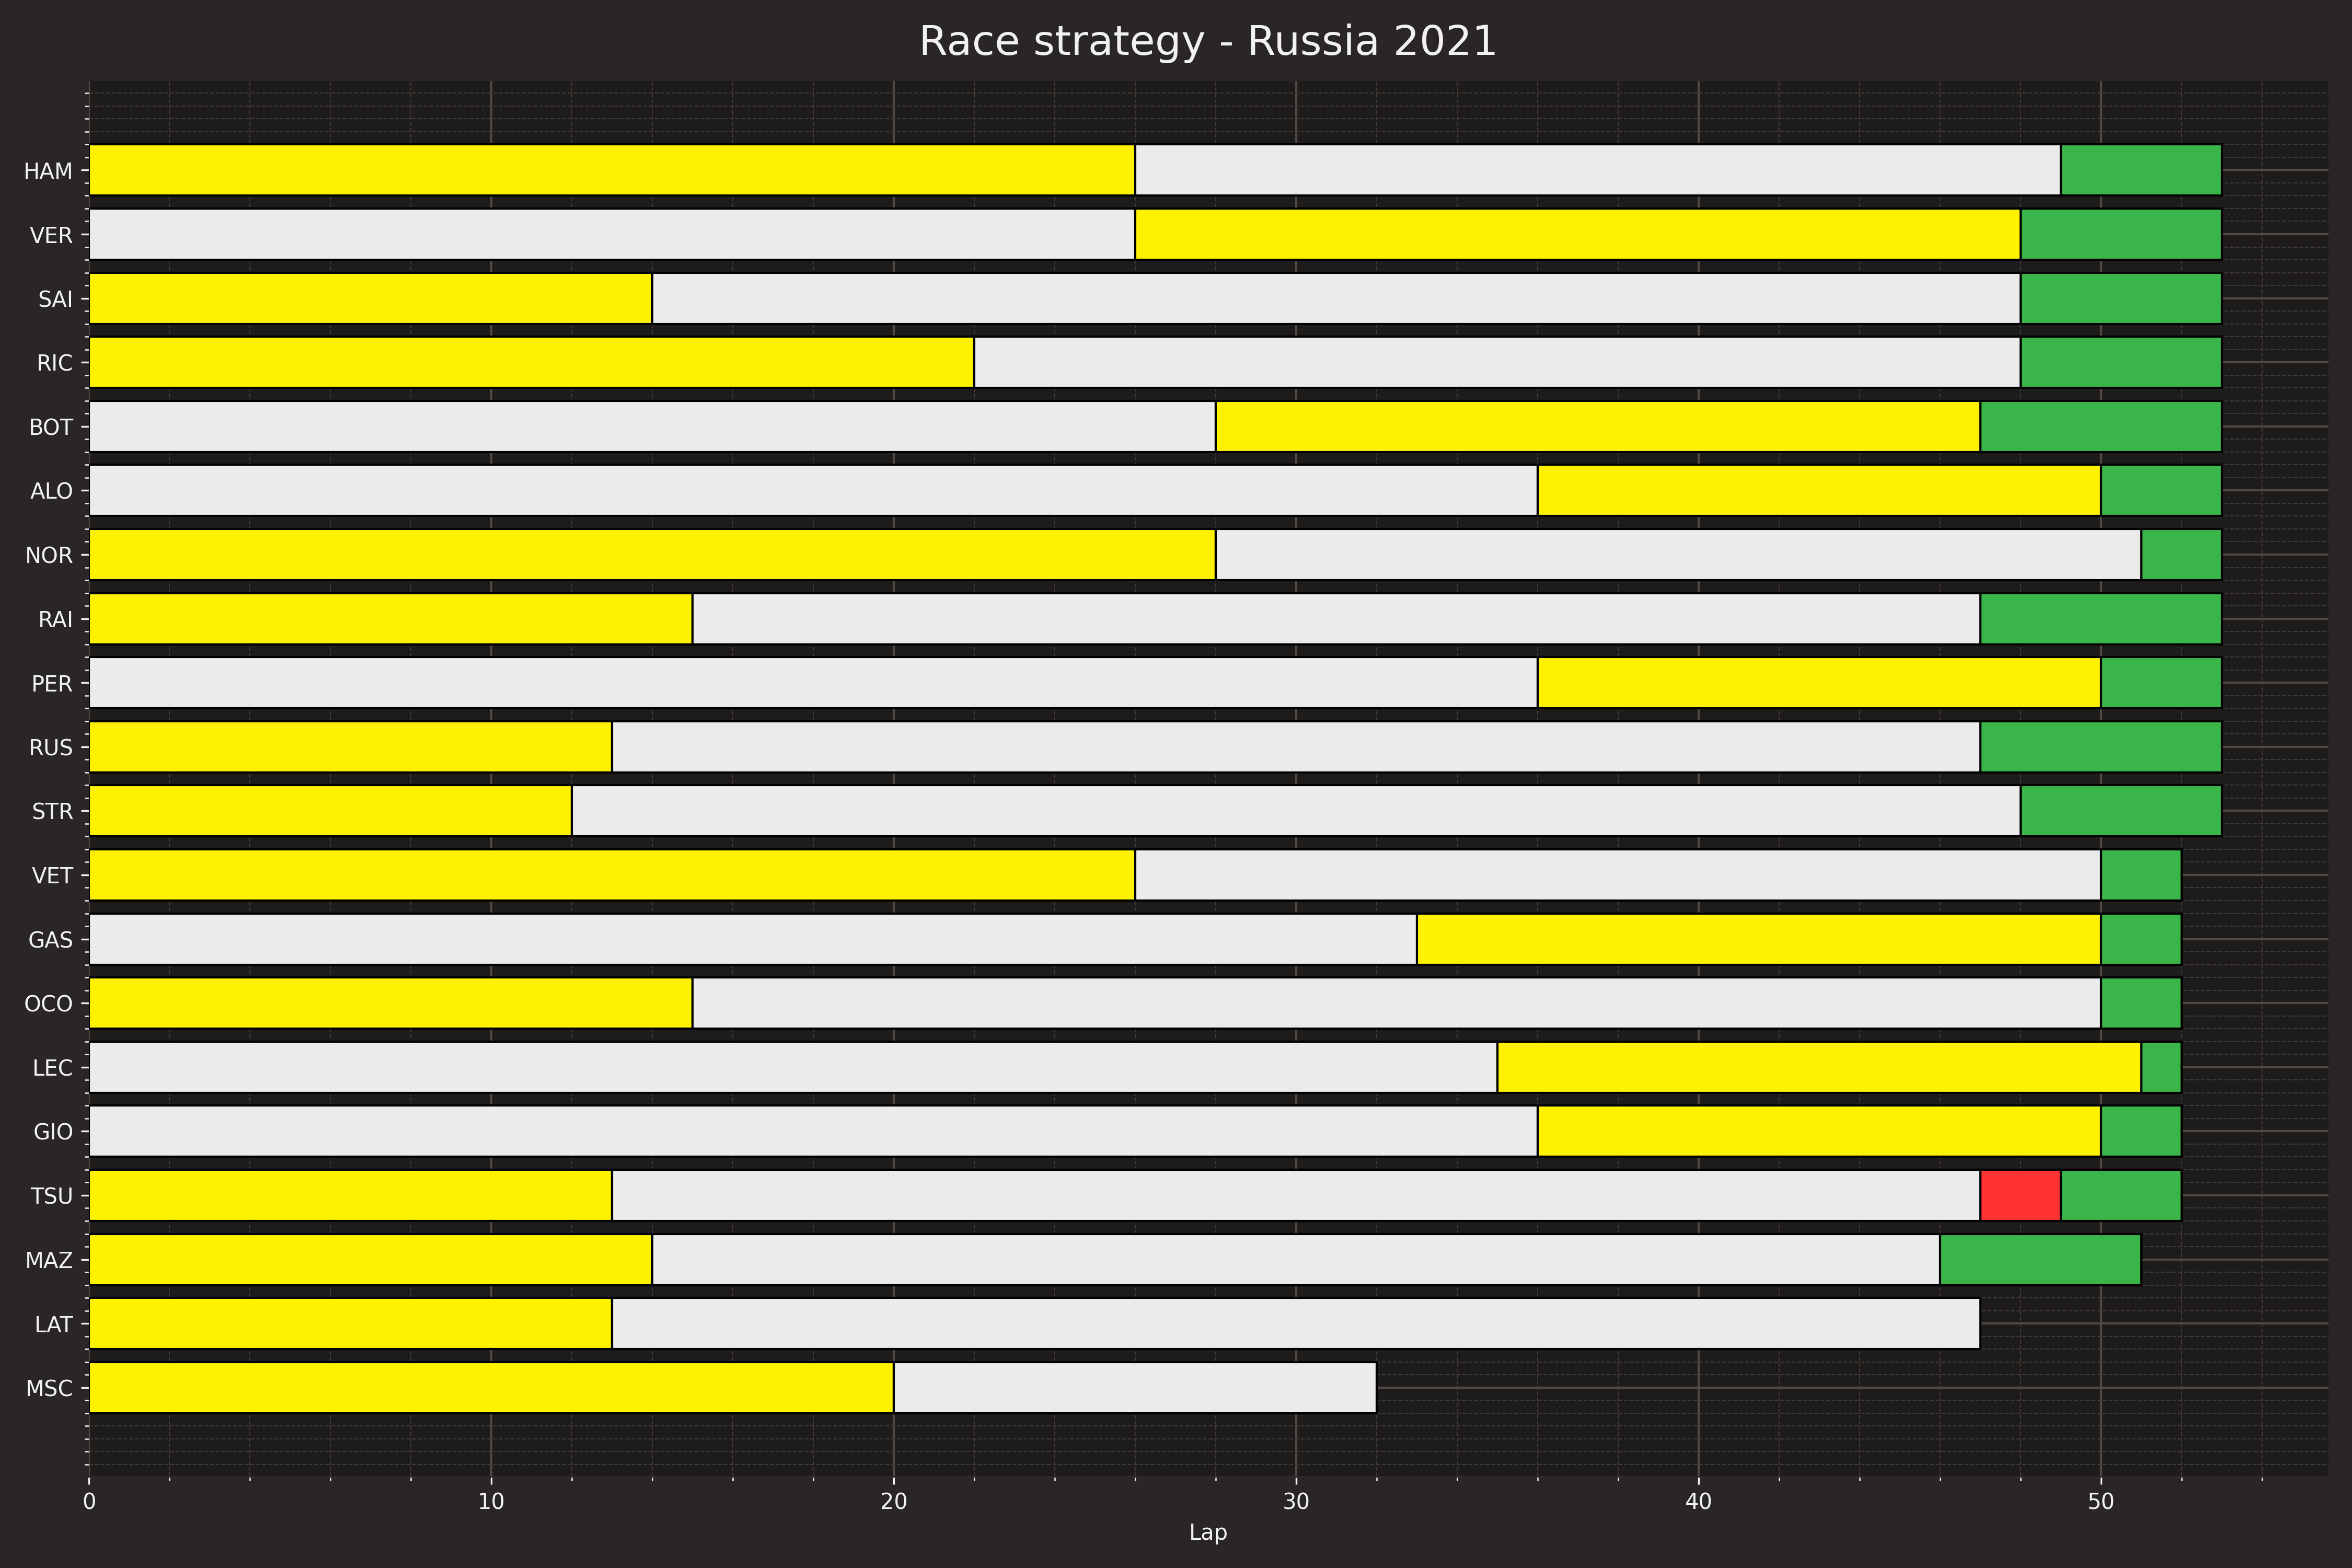 Race strategy - Russia 2021
HAM
VER
SAI
RIC
BOT
ALO
NOR
RAI
PER
RUS
STR
VET
GAS
OCO
LEC
GIO
TSU
MAZ
LAT
MSC
0 10 20 30 40 50
Lap